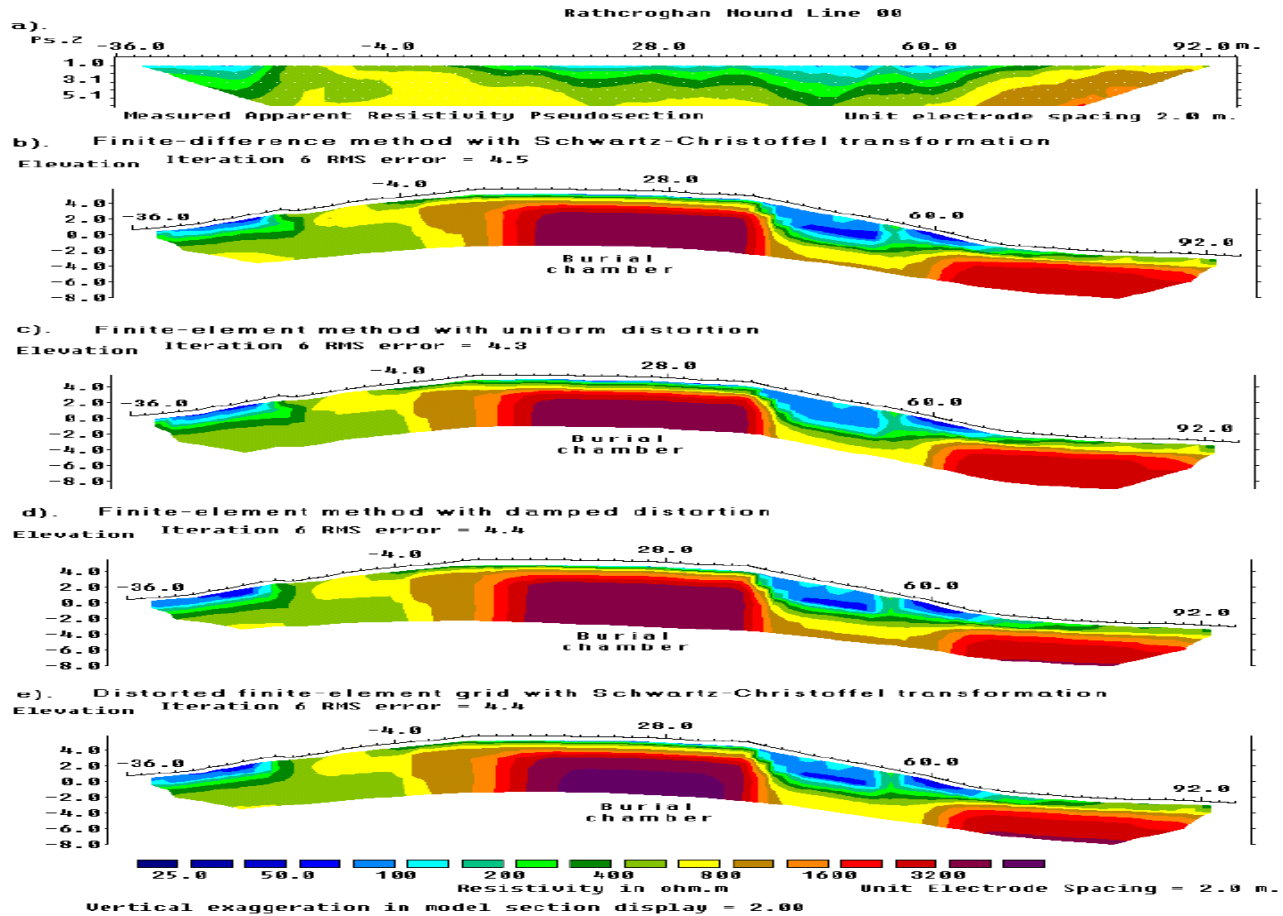 Rathcroghan Mound Line 00
a).
Ps.Z -36.0 -4.0 28.0 60.0 92.0 m.
1.0
3.1
5.1
Measured Apparent Resistivity Pseudosection Unit electrode spacing 2.0 m.
b). Finite-difference method with Schwartz-Christoffel transformation
Elevation Iteration 6 RMS error = 4.5
-36.0 -4.0 28.0 60.0 92.0
4.0
2.0
0.0
-2.0
-4.0
-6.0
-8.0
Burial
chamber
c). Finite-element method with uniform distortion
Elevation Iteration 6 RMS error = 4.3
-36.0 -4.0 28.0 60.0 92.0
4.0
2.0
0.0
-2.0
-4.0
-6.0
-8.0
Burial
chamber
d). Finite-element method with damped distortion
Elevation Iteration 6 RMS error = 4.4
-36.0 -4.0 28.0 60.0 92.0
4.0
2.0
0.0
-2.0
-4.0
-6.0
-8.0
Burial
chamber
e). Distorted finite-element grid with Schwartz-Christoffel transformation
Elevation Iteration 6 RMS error = 4.4
-36.0 -4.0 28.0 60.0 92.0
4.0
2.0
0.0
-2.0
-4.0
-6.0
-8.0
Burial
chamber
25.0 50.0 100 200 400 800 1600 3200
Resistivity in ohm.m Unit Electrode Spacing = 2.0 m.
Vertical exaggeration in model section display = 2.00